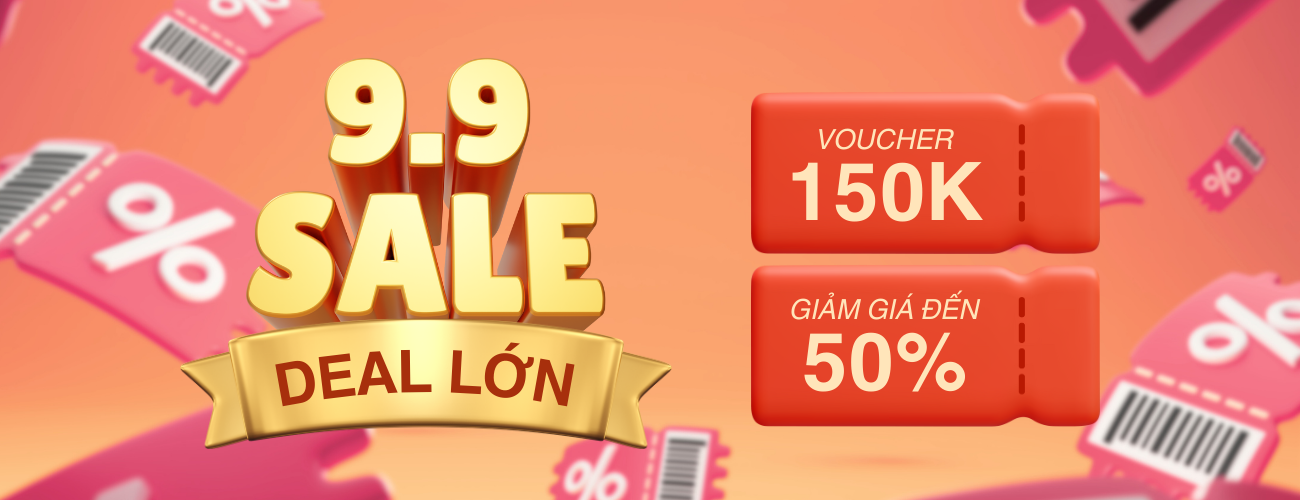 9.9
SALE
DEAL LỚN
VOUCHER
150K
GIẢM GIÁ ĐẾN
50%
%
%
%
%
%